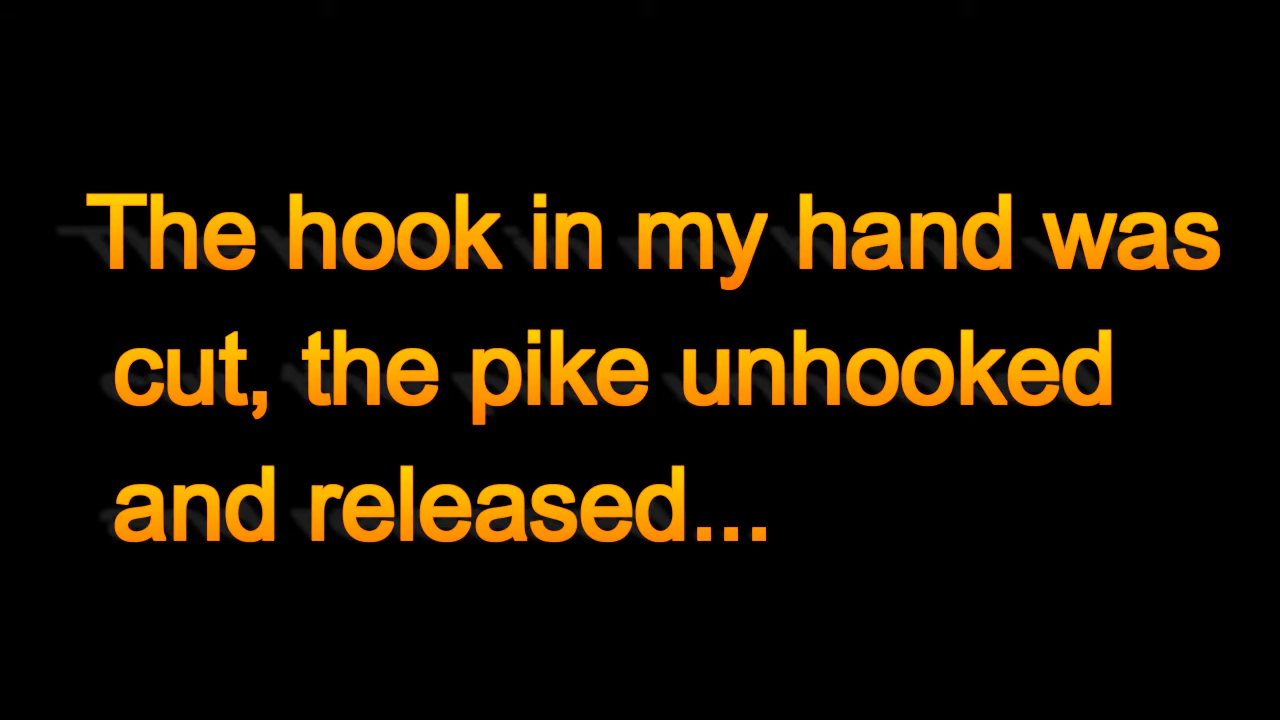 The hook in my hand was
cut, the pike unhooked
and released...